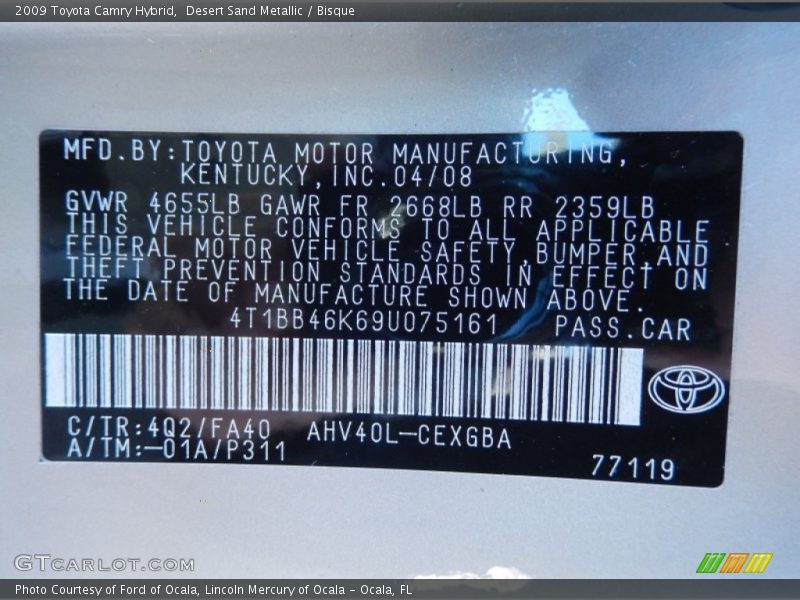 2009 Toyota Camry Hybrid,  Desert Sand Metallic / Bisque
MFD.BY:TOYOTA MOTOR MANUFACTURING,
KENTUCKY,INC.04/08
GVWR 4655LB GAWR FR 2668LB RR 2359LB
THIS VEHICLE CONFORMS TO ALL APPLICABLE
FEDERAL MOTOR VEHICLE SAFETY,BUMPER,AND
THEFT PREVENTION STANDARDS IN EFFECT ON
THE DATE OF MANUFACTURE SHOWN ABOVE.
4T1BB46K69U075161 PASS.CAR
C/TR:4Q2/FA40 AHV40L-CEXGBA
A/TM:-01A/P311
77119
GTCARLOT.COM
Photo Courtesy of Ford of Ocala, Lincoln Mercury of Ocala - Ocala, FL